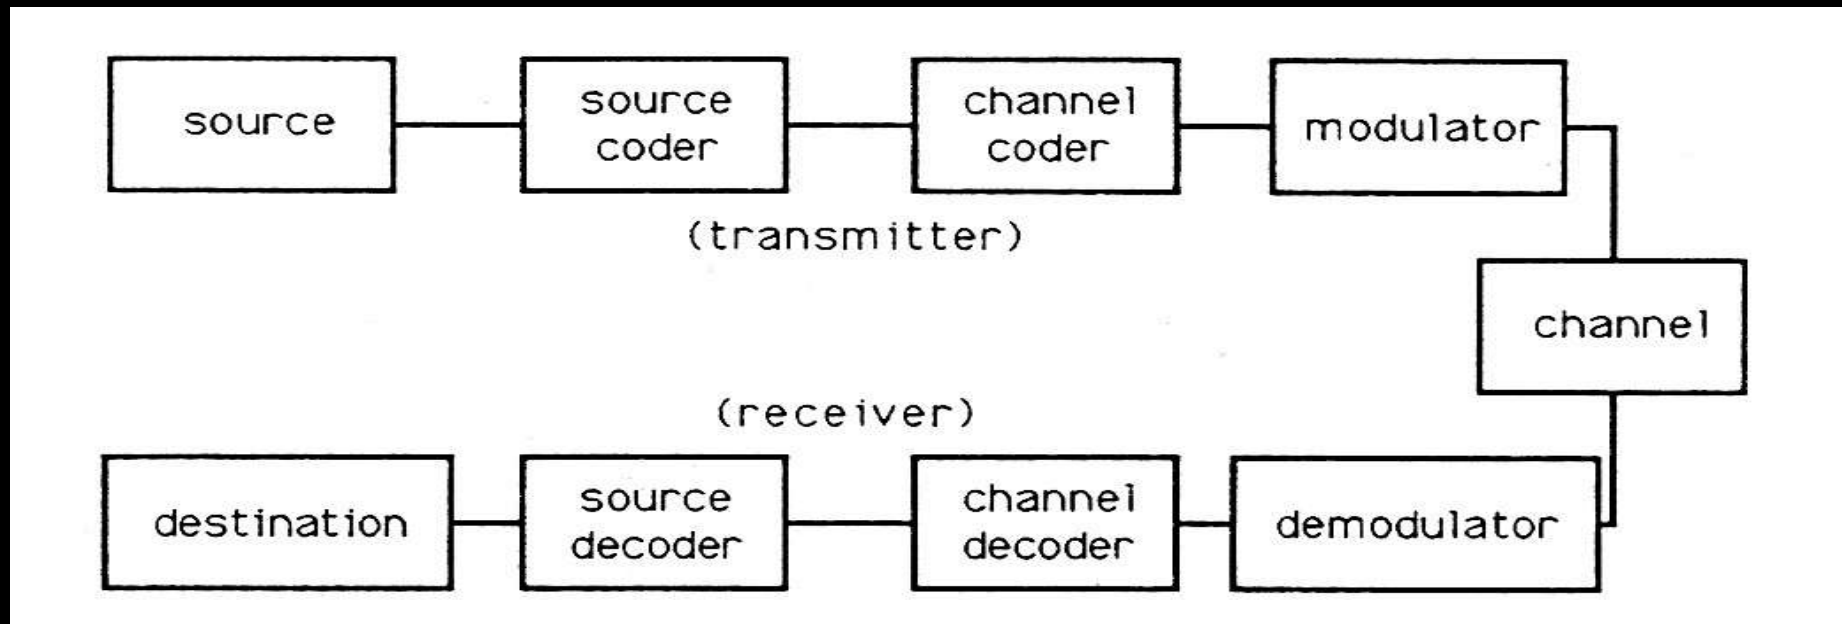 source
source
coder
channel
coder
modulator
(transmitter)
channel
(receiver)
destination
source
decoder
channel
decoder
demodulator